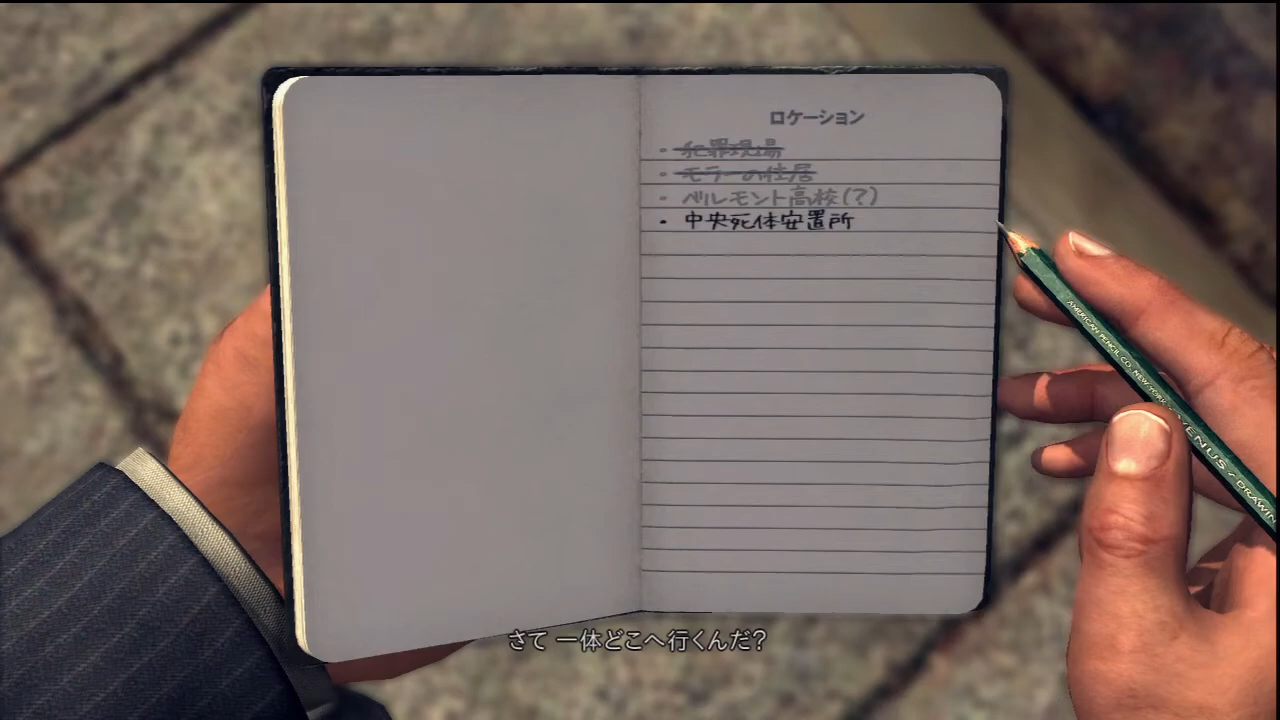 ロケーション
・犯罪現場
・モラーの住居
・ベルモント高校(?)
・中央死体安置所
AMERICAN PENCIL CO. NEW YORK
VENUS
DRAWIN
さて 一体どこへ行くんだ?